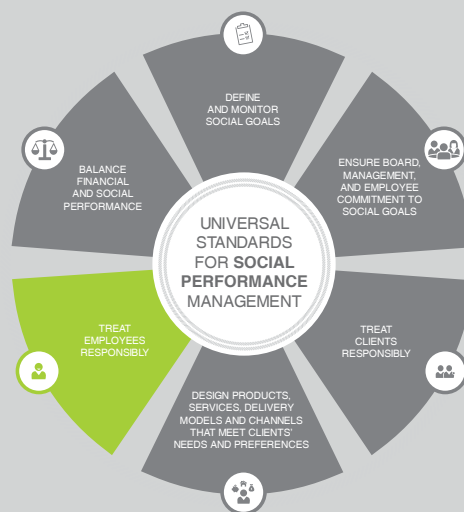 DEFINE
AND MONITOR
SOCIAL GOALS
ENSURE BOARD,
MANAGEMENT,
AND EMPLOYEE
COMMITMENT TO
SOCIAL GOALS
BALANCE
FINANCIAL
AND SOCIAL
PERFORMANCE
UNIVERSAL
STANDARDS
FOR SOCIAL
PERFORMANCE
MANAGEMENT
TREAT
EMPLOYEES
RESPONSIBLY
TREAT
CLIENTS
RESPONSIBLY
DESIGN PRODUCTS,
SERVICES, DELIVERY
MODELS AND CHANNELS
THAT MEET CLIENTS'
NEEDS AND PREFERENCES